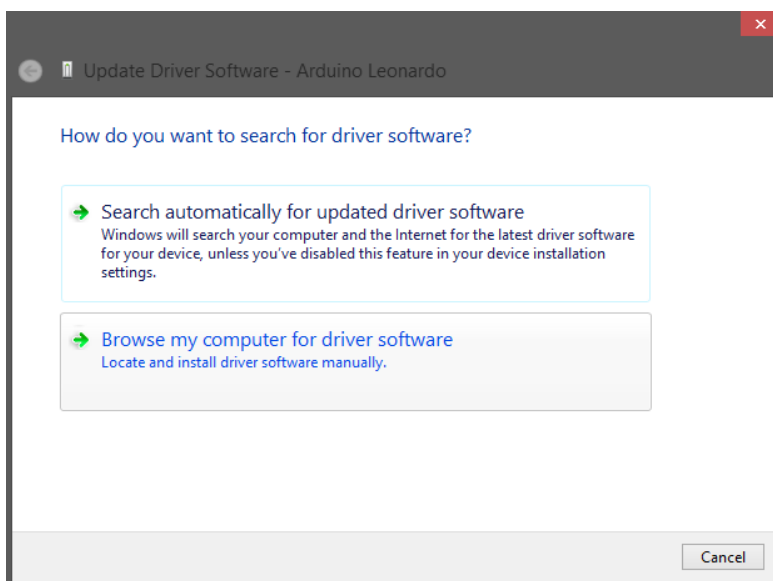 Update Driver Software - Arduino Leonardo
How do you want to search for driver software?
Search automatically for updated driver software
Windows will search your computer and the Internet for the latest driver software
for your device, unless you've disabled this feature in your device installation
settings.
Browse my computer for driver software
Locate and install driver software manually.
Cancel